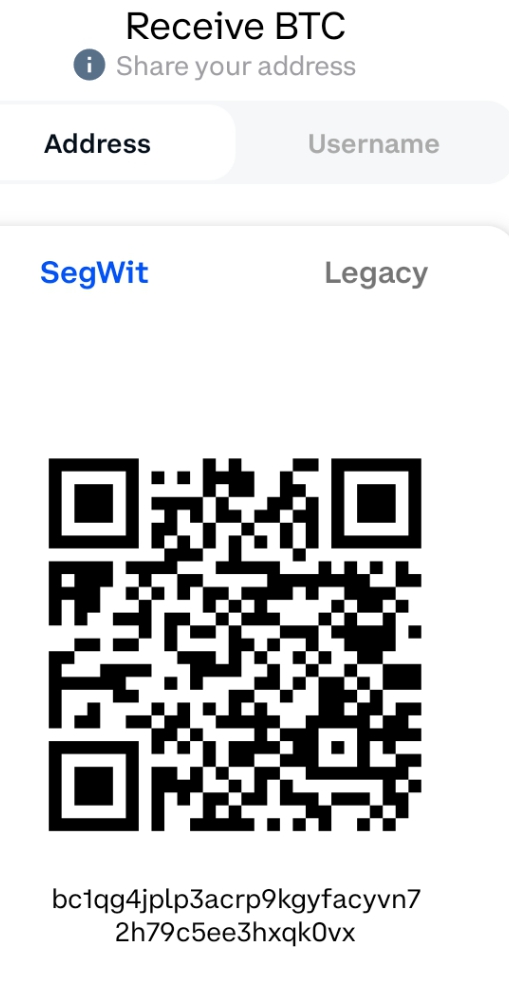 Receive BTC
Share your address
Address
Username
SegWit
Legacy
bc1qg4jplp3acrp9kgyfacyvn7
2h79c5ee3hxqk0vx